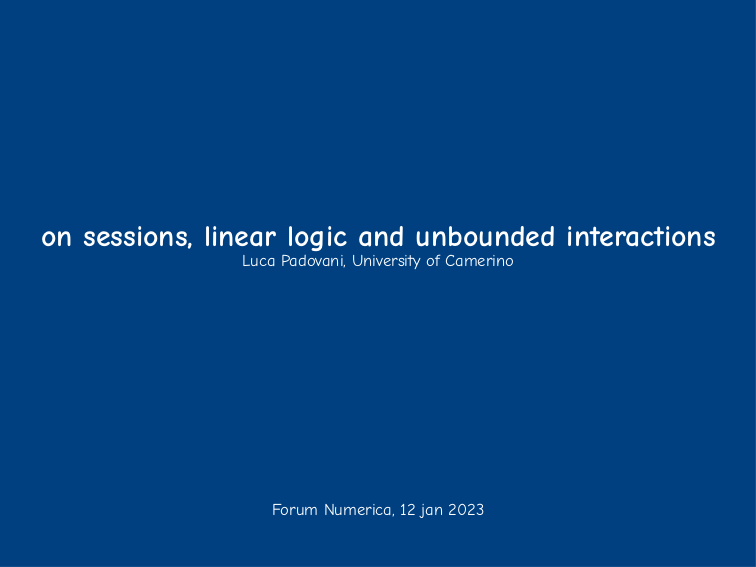 on sessions, linear logic and unbounded interactions
Luca Padovani, University of Camerino
Forum Numerica, 12 jan 2023